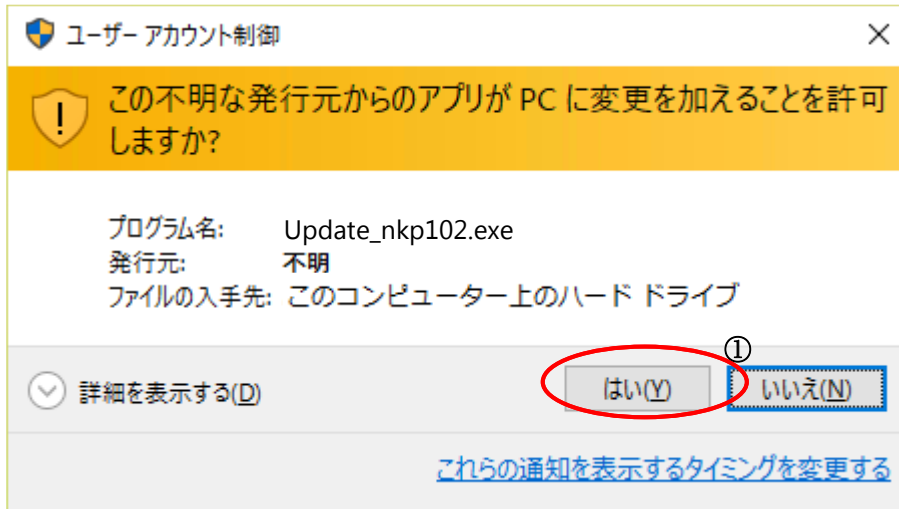 ユーザー アカウント制御
この不明な発行元からのアプリが PC に変更を加えることを許可
しますか?
プログラム名: Update_nkp102.exe
発行元: 不明
ファイルの入手先: このコンピューター上のハード ドライブ
①
詳細を表示する(D) はい(Y) いいえ(N)
これらの通知を表示するタイミングを変更する